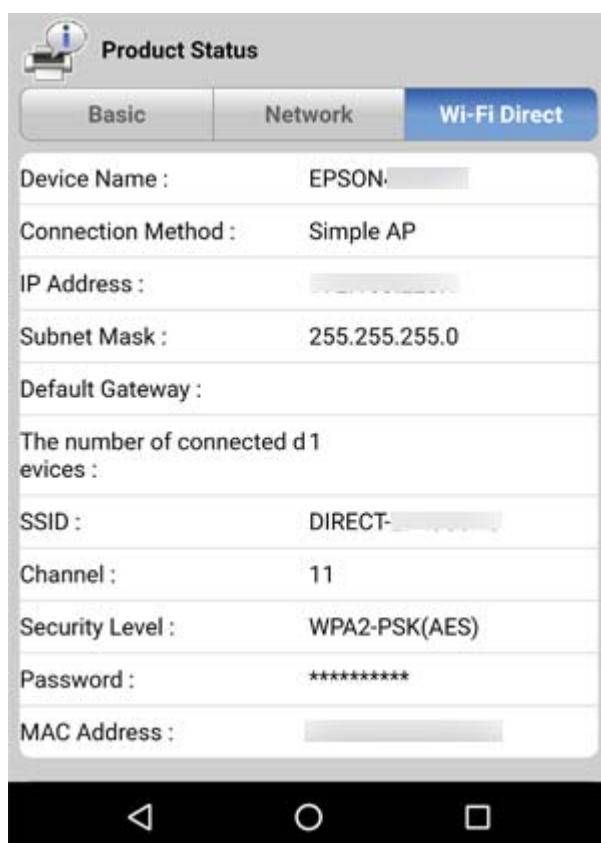 Product Status
Basic Network Wi-Fi Direct
Device Name : EPSON
Connection Method : Simple AP
IP Address :
Subnet Mask : 255.255.255.0
Default Gateway :
The number of connected d 1
evices :
SSID : DIRECT-
Channel : 11
Security Level : WPA2-PSK(AES)
Password : **********
MAC Address :